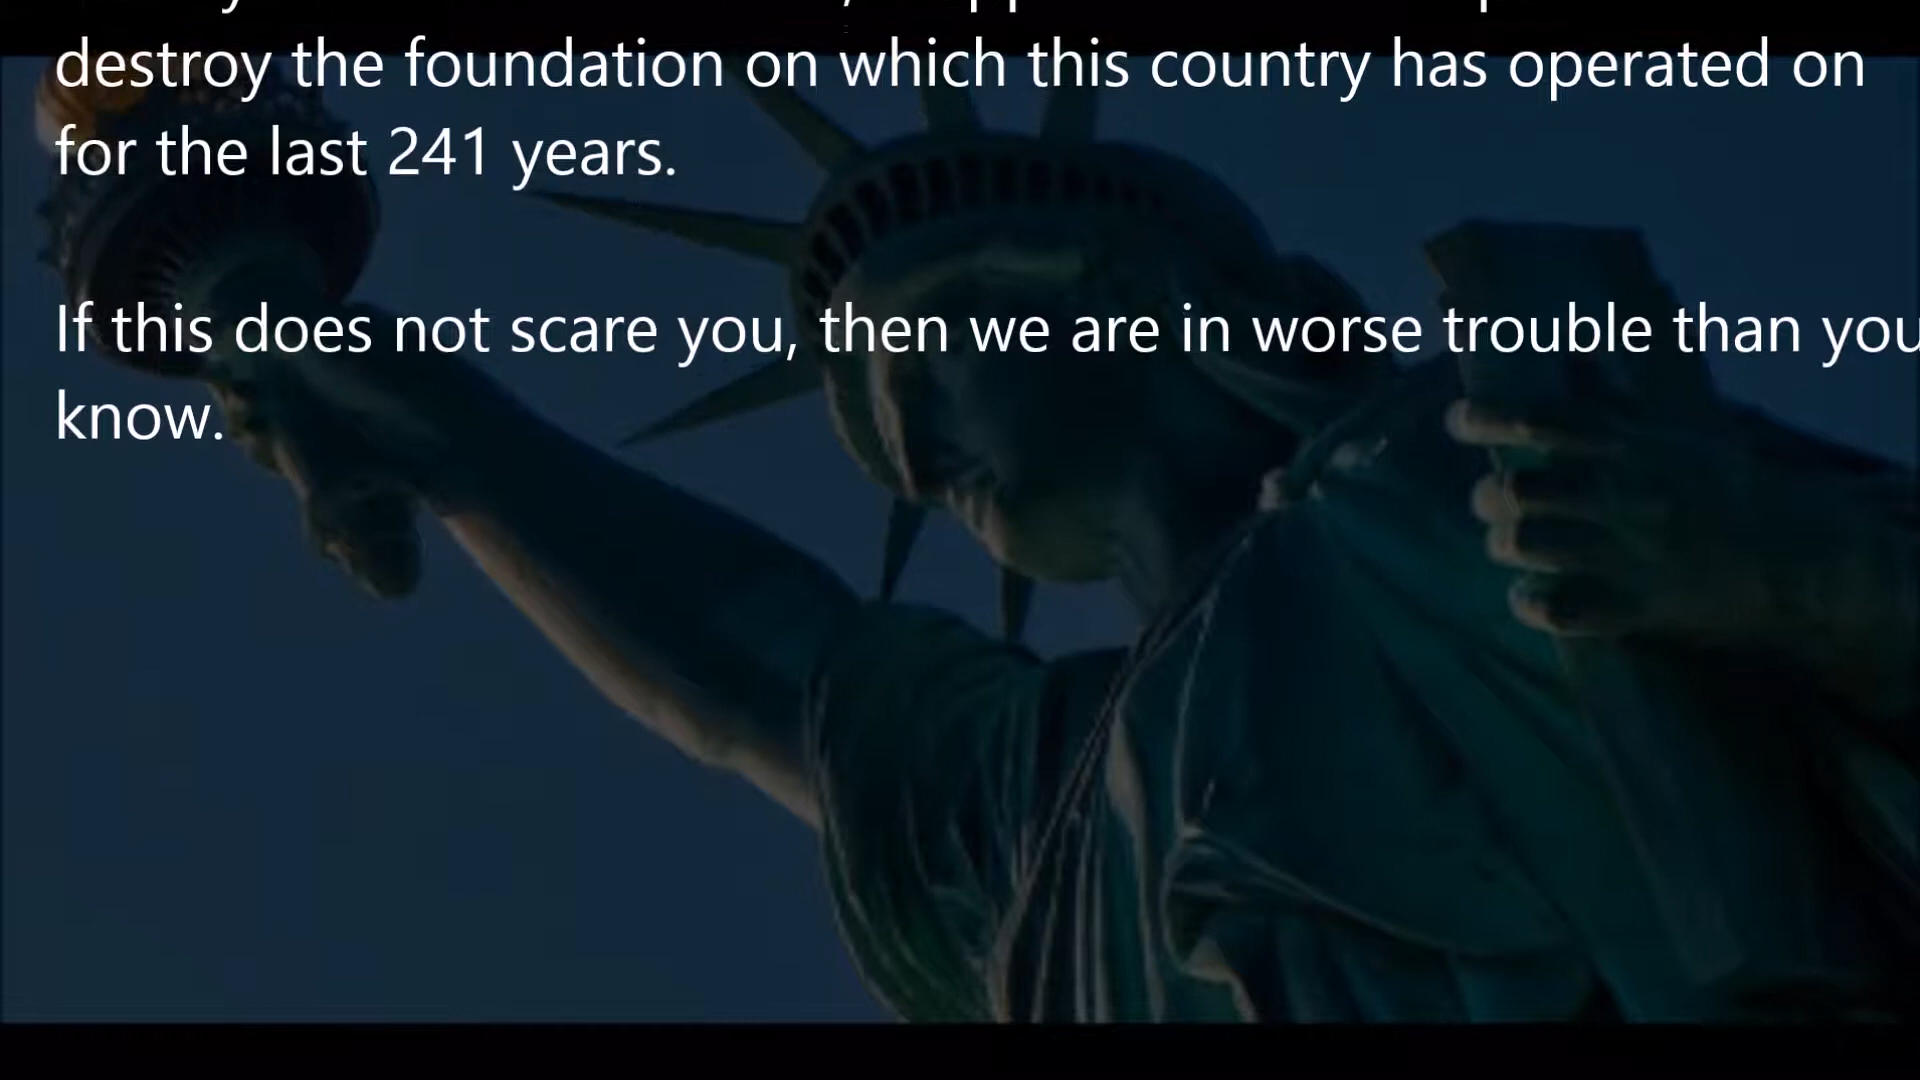 destroy the foundation on which this country has operated on
for the last 241 years.
If this does not scare you, then we are in worse trouble than you
know.